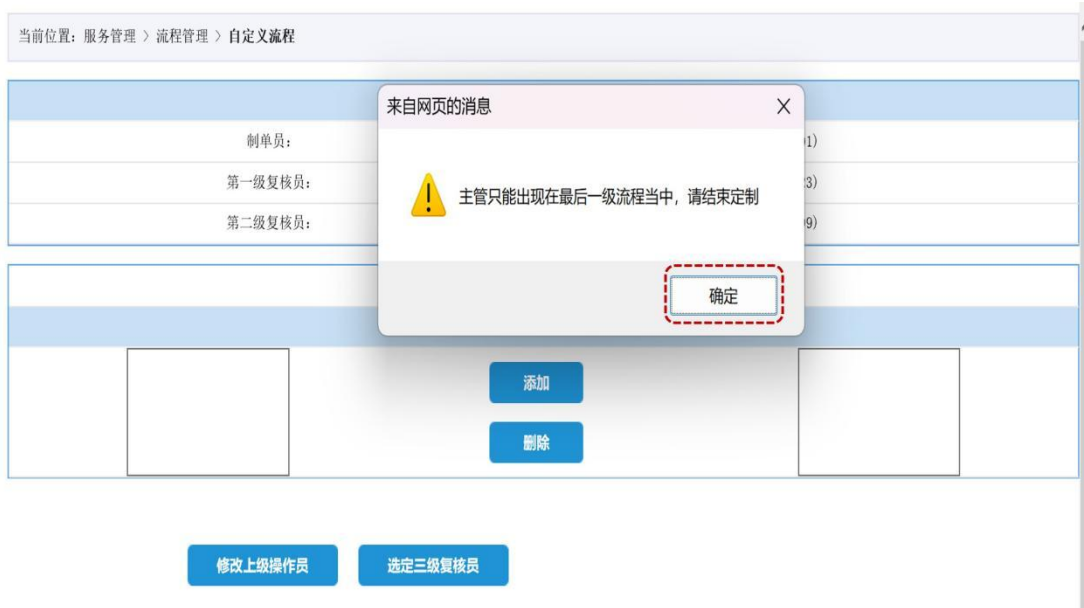 当前位置：服务管理 〉流程管理 〉自定义流程
来自网页的消息
制单员：
1)
第一级复核员：
3)
主管只能出现在最后一级流程当中，请结束定制
第二级复核员：
9)
确定
添加
删除
修改上级操作员
选定三级复核员